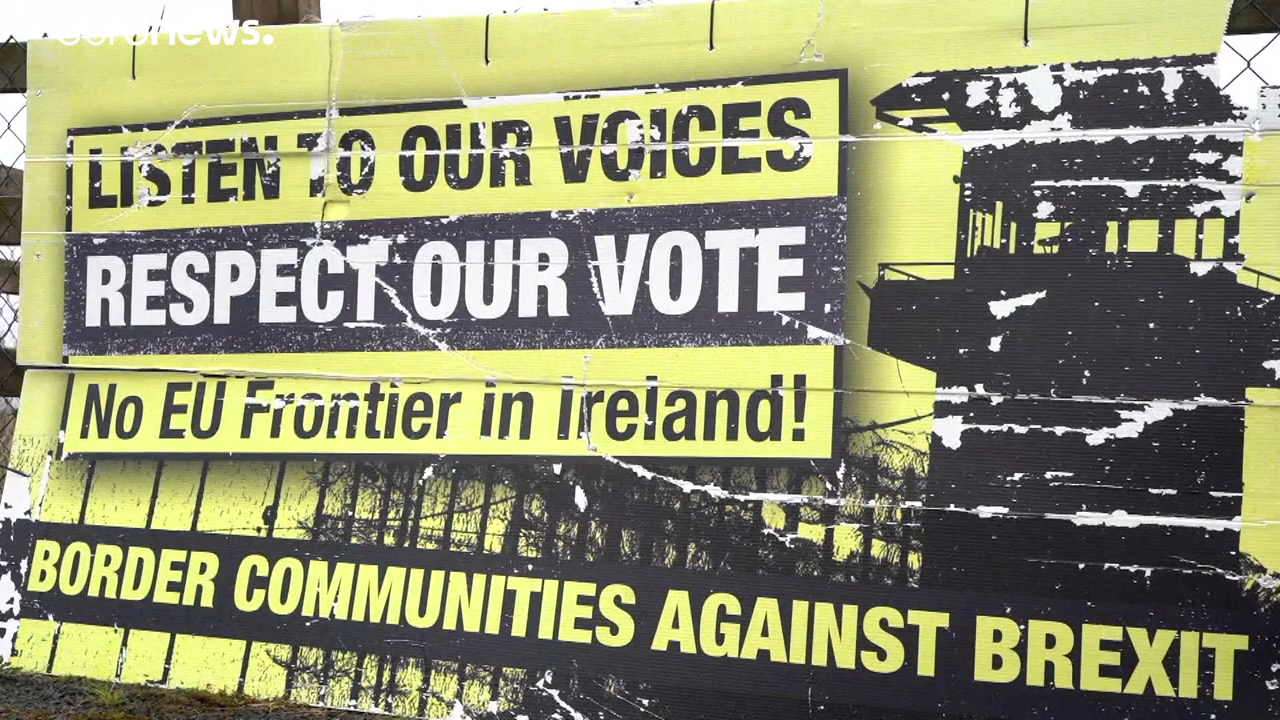 euronews.
LISTEN TO OUR VOICES
RESPECT OUR VOTE
No EU Frontier in Ireland!
BORDER COMMUNITIES AGAINST BREXIT